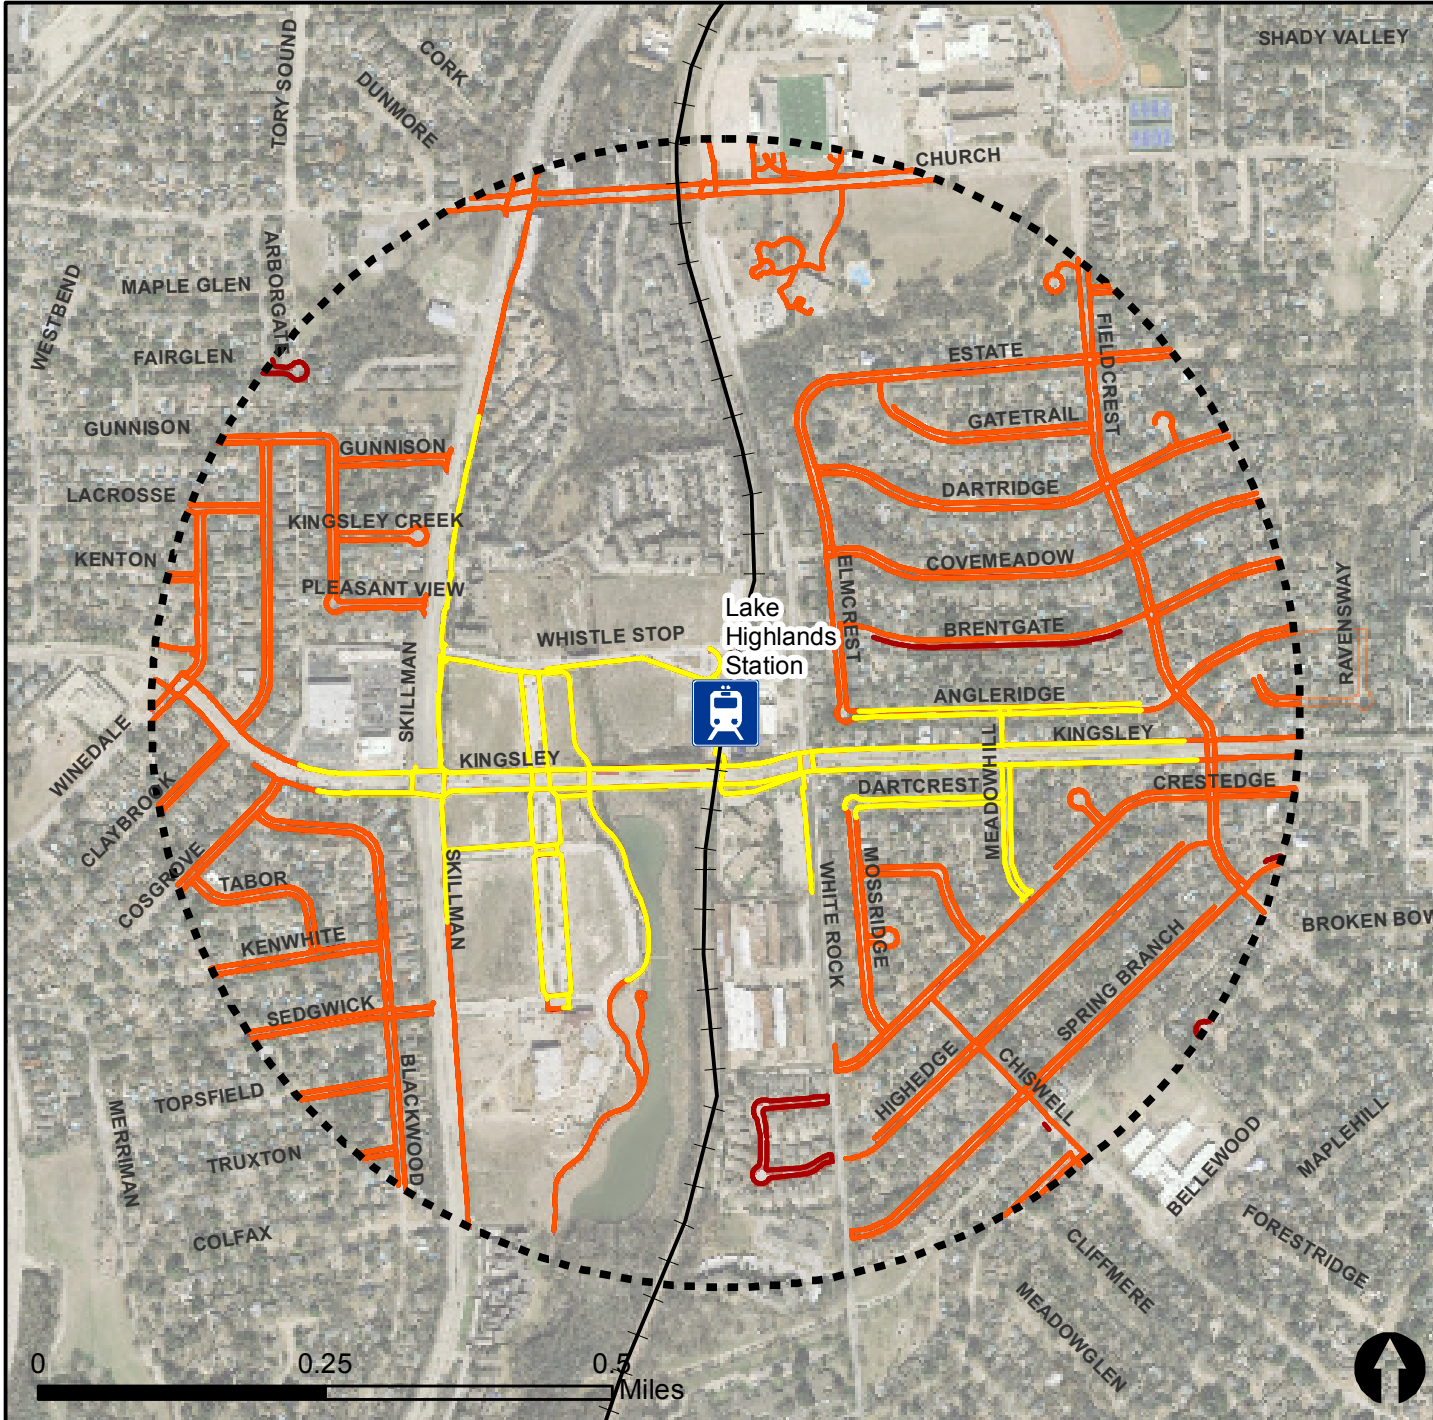 SHADY VALLEY
CORK
TORY SOUND
DUNMORE
CHURCH
ARBORGATE
WESTBEND
MAPLE GLEN
FAIRGLEN
FIELDCREST
ESTATE
GATETRAIL
GUNNISON
GUNNISON
LACROSSE
DARTRIDGE
KINGSLEY CREEK
KENTON
COVEMEADOW
PLEASANT VIEW
ELMCREST
RAVENSWAY
Lake
Highlands
Station
WHISTLE STOP
BRENTGATE
SKILLMAN
ANGLERIDGE
WINEDALE
KINGSLEY
KINGSLEY
MEADOWHILL
DARTCREST
CRESTEDGE
CLAYBROOK
COSGROVE
TABOR
SKILLMAN
WHITE ROCK
MOSSRIDGE
KENWHITE
BROKEN BOW
SPRING BRANCH
SEDGWICK
HIGHEDGE
CHISWELL
BLACKWOOD
TOPSFIELD
MERRIMAN
TRUXTON
BELLEWOOD
MAPLEHILL
COLFAX
FORESTRIDGE
CLIFFMERE
MEADOWGLEN
0 0.25 0.5
Miles